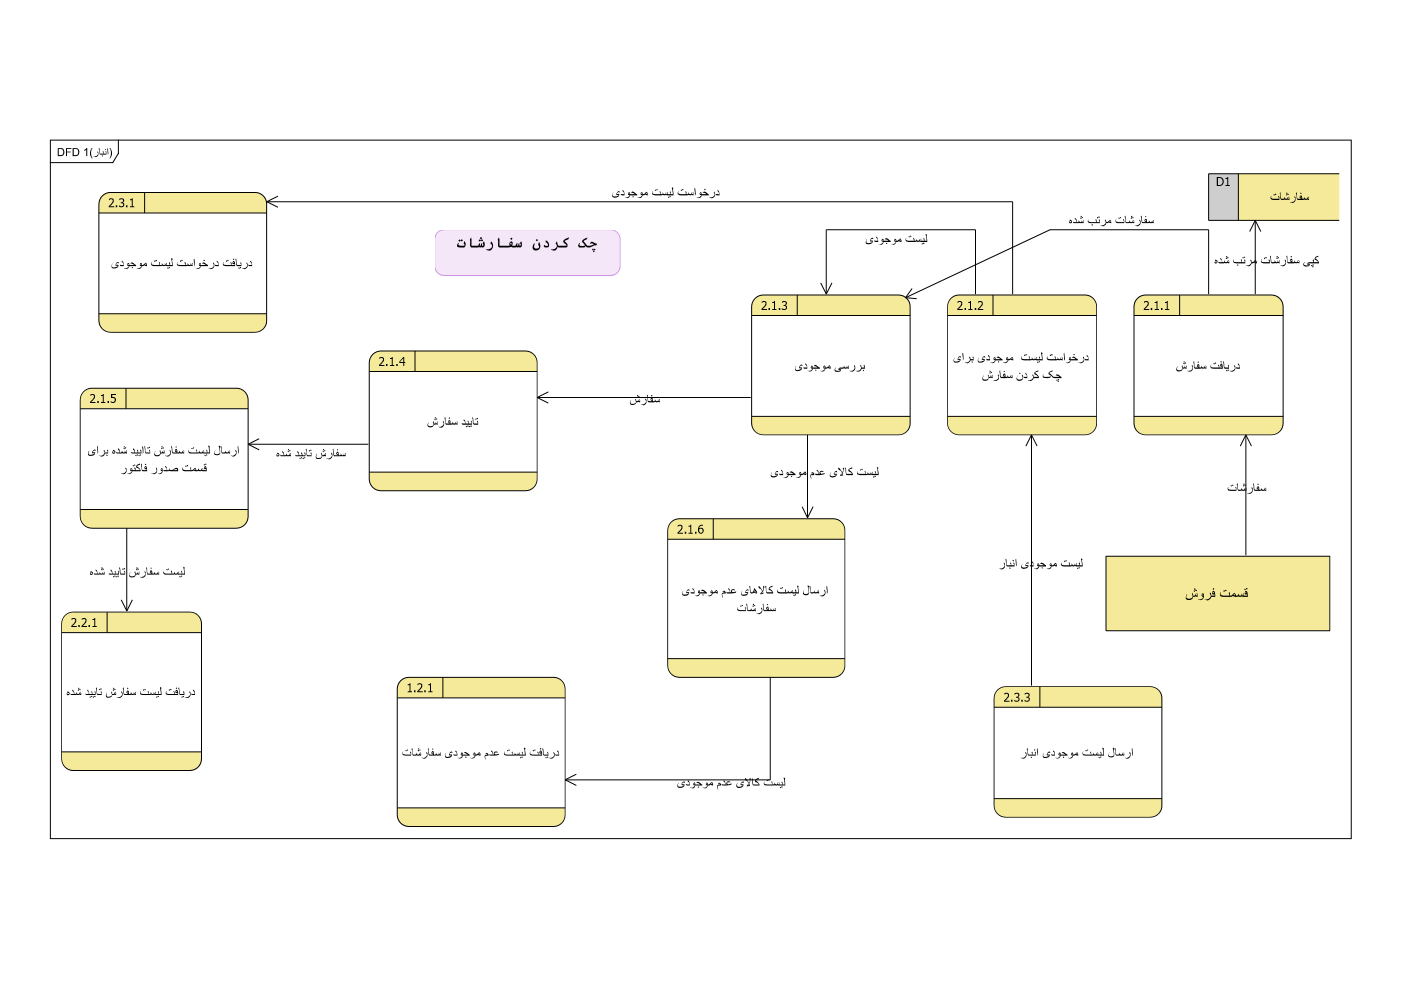 DFD 1(انبار)
D1
سفارشات
2.3.1
دریافت درخواست لیست موجودی
درخواست لیست موجودی
چک کردن سفارشات
لیست موجودی
سفارشات مرتب شده
کپی سفارشات مرتب شده
2.1.1
دریافت سفارش
2.1.2
درخواست لیست موجودی برای
چک کردن سفارش
2.1.3
بررسی موجودی
سفارش
2.1.4
تایید سفارش
سفارش تایید شده
2.1.5
ارسال لیست سفارش تاایید شده برای
قسمت صدور فاکتور
لیست سفارش تایید شده
2.2.1
دریافت لیست سفارش تایید شده
لیست کالای عدم موجودی
2.1.6
ارسال لیست کالاهای عدم موجودی
سفارشات
لیست کالای عدم موجودی
1.2.1
دریافت لیست عدم موجودی سفارشات
سفارشات
قسمت فروش
لیست موجودی انبار
2.3.3
ارسال لیست موجودی انبار